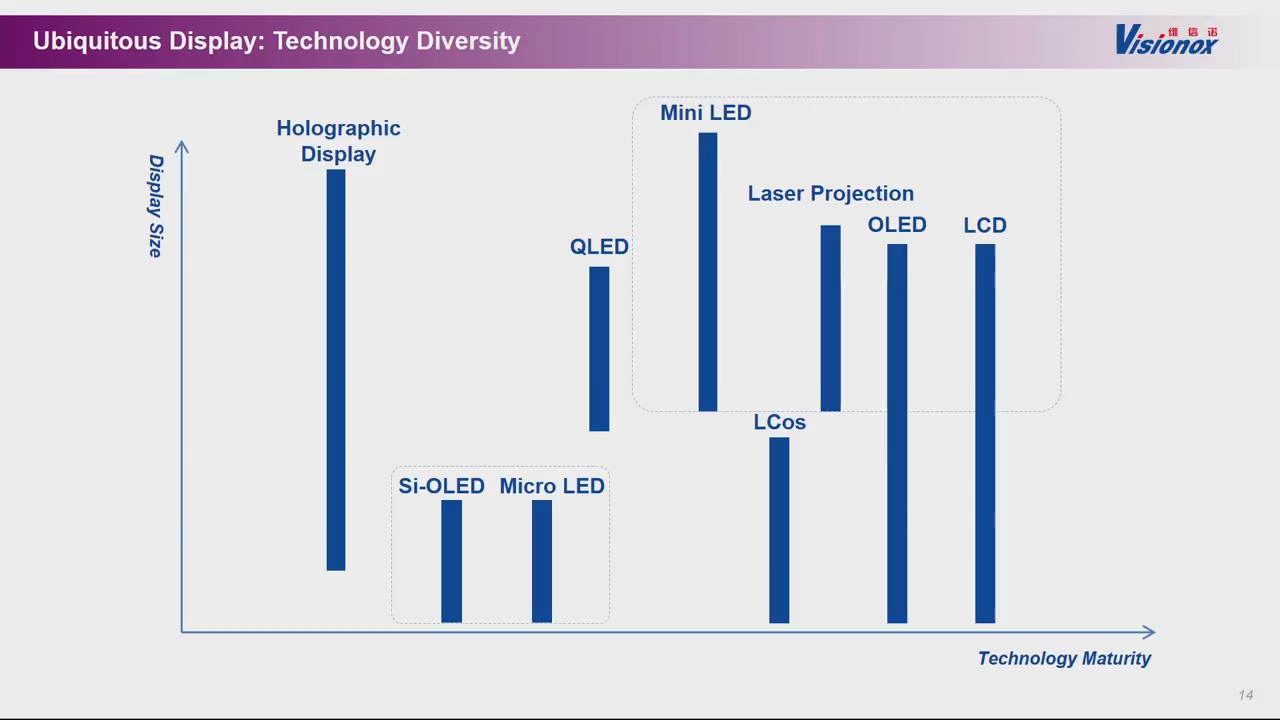 Ubiquitous Display: Technology Diversity
维信诺
Visionox
Display Size
Holographic
Display
QLED
Mini LED
Laser Projection
OLED
LCD
LCos
Si-OLED
Micro LED
Technology Maturity
14